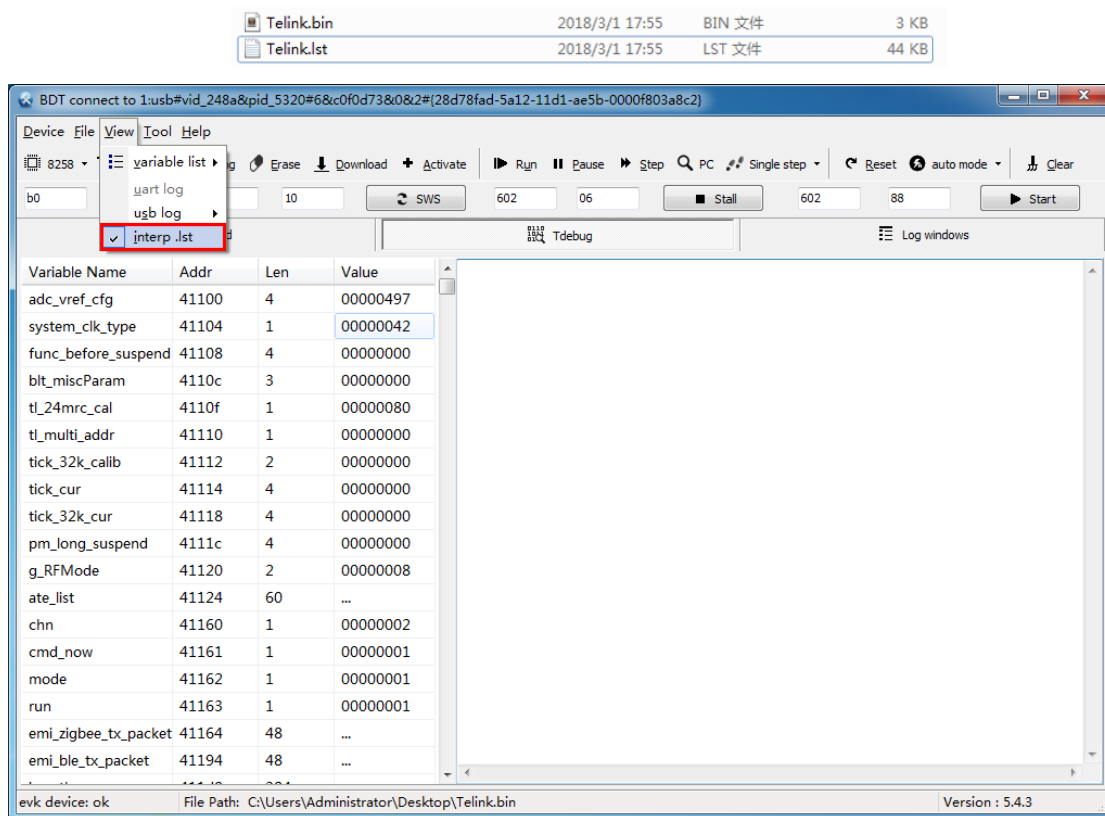 Telink.bin 2018/3/1 17:55 BIN 文件 3 KB
Telink.lst 2018/3/1 17:55 LST 文件 44 KB
BDT connect to 1:usb#vid_248a&pid_5320#6&c0f0d73&0&2#{28d78fad-5a12-11d1-ae5b-0000f803a8c2}
Device File View Tool Help
8258 Erase Download Activate Run Pause Step PC Single step Reset auto mode Clear
variable list
uart log
usb log
interp .lst
b0 10 SWS 602 06 Stall 602 88 Start
Tdebug Log windows
Variable Name Addr Len Value
adc_vref_cfg 41100 4 00000497
system_clk_type 41104 1 00000042
func_before_suspend 41108 4 00000000
blt_miscParam 4110c 3 00000000
tl_24mrc_cal 4110f 1 00000080
tl_multi_addr 41110 1 00000000
tick_32k_calib 41112 2 00000000
tick_cur 41114 4 00000000
tick_32k_cur 41118 4 00000000
pm_long_suspend 4111c 4 00000000
g_RFMode 41120 2 00000008
ate_list 41124 60 ...
chn 41160 1 00000002
cmd_now 41161 1 00000001
mode 41162 1 00000001
run 41163 1 00000001
emi_zigbee_tx_packet 41164 48 ...
emi_ble_tx_packet 41194 48 ...
evk device: ok File Path: C:\Users\Administrator\Desktop\Telink.bin Version : 5.4.3